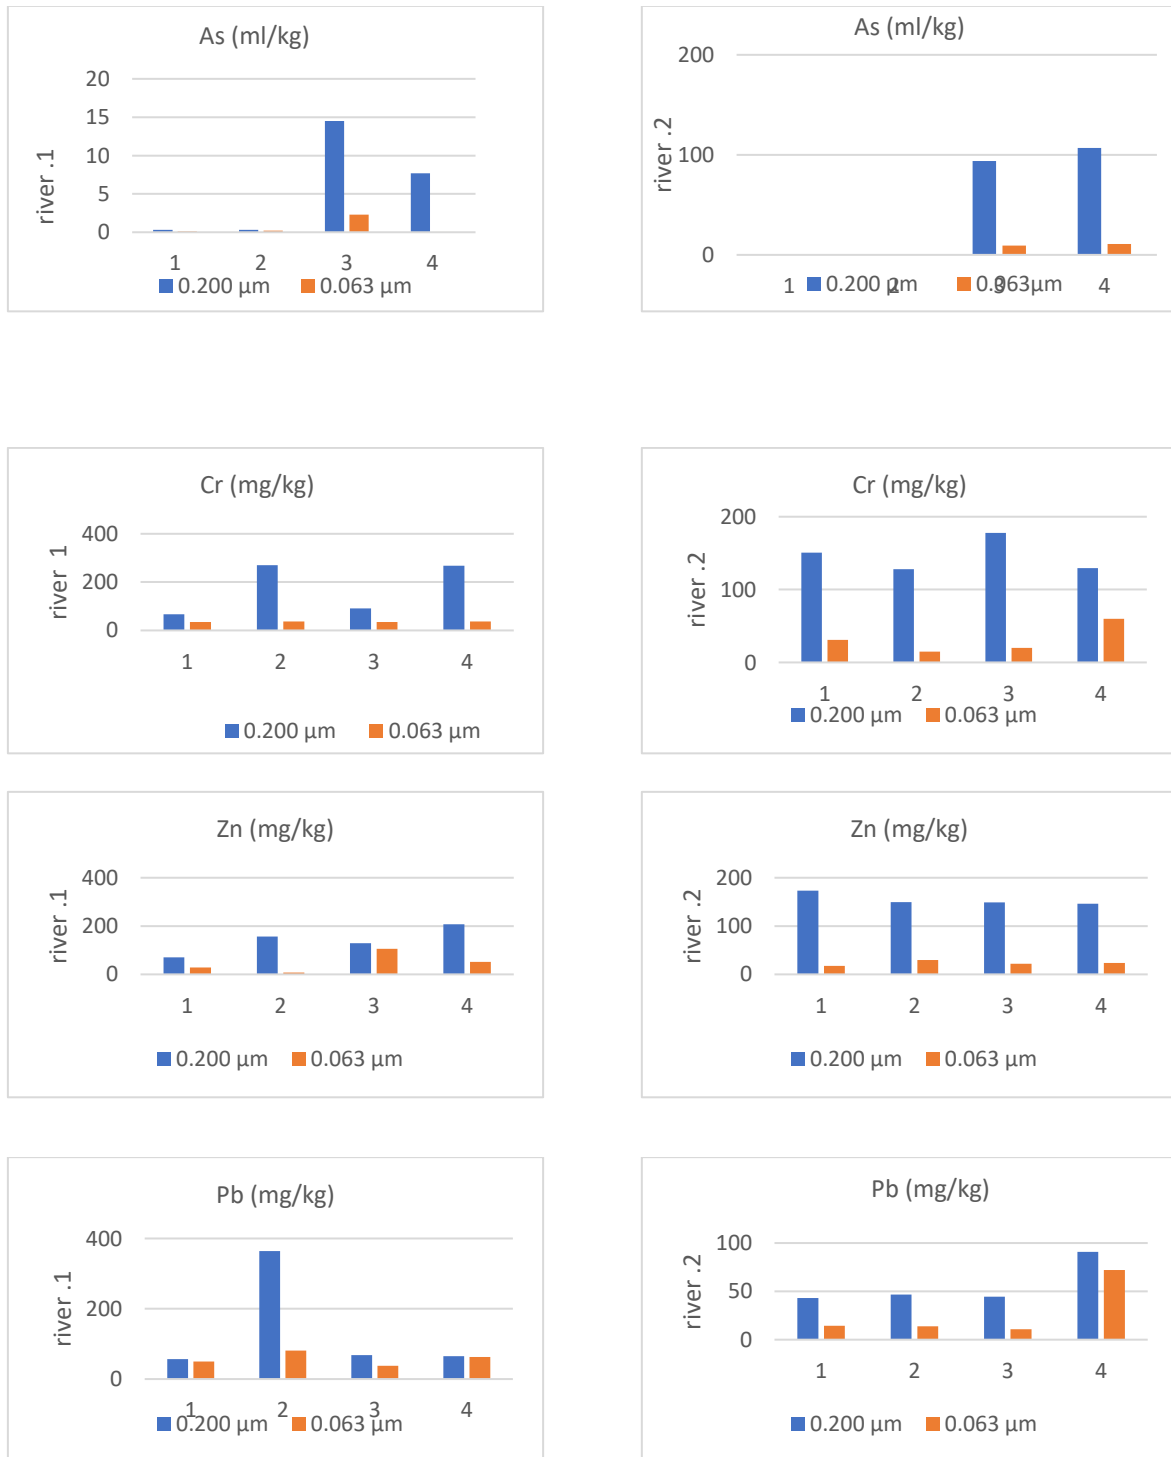 As (ml/kg)
river .1
20
15
10
5
0
1 2 3 4
0.200 µm 0.063 µm
As (ml/kg)
river .2
200
100
0
1 2 3 4
0.200 µm 0.063µm
Cr (mg/kg)
river 1
400
200
0
1 2 3 4
0.200 µm 0.063 µm
Cr (mg/kg)
river .2
200
100
0
1 2 3 4
0.200 µm 0.063 µm
Zn (mg/kg)
river .1
400
200
0
1 2 3 4
0.200 µm 0.063 µm
Zn (mg/kg)
river .2
200
100
0
1 2 3 4
0.200 µm 0.063 µm
Pb (mg/kg)
river .1
400
200
0
1 2 3 4
0.200 µm 0.063 µm
Pb (mg/kg)
river .2
100
50
0
1 2 3 4
0.200 µm 0.063 µm